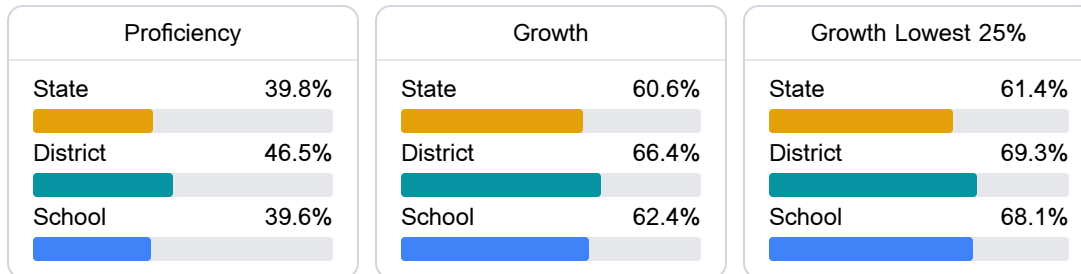 Proficiency
State 39.8%
District 46.5%
School 39.6%
Growth
State 60.6%
District 66.4%
School 62.4%
Growth Lowest 25%
State 61.4%
District 69.3%
School 68.1%